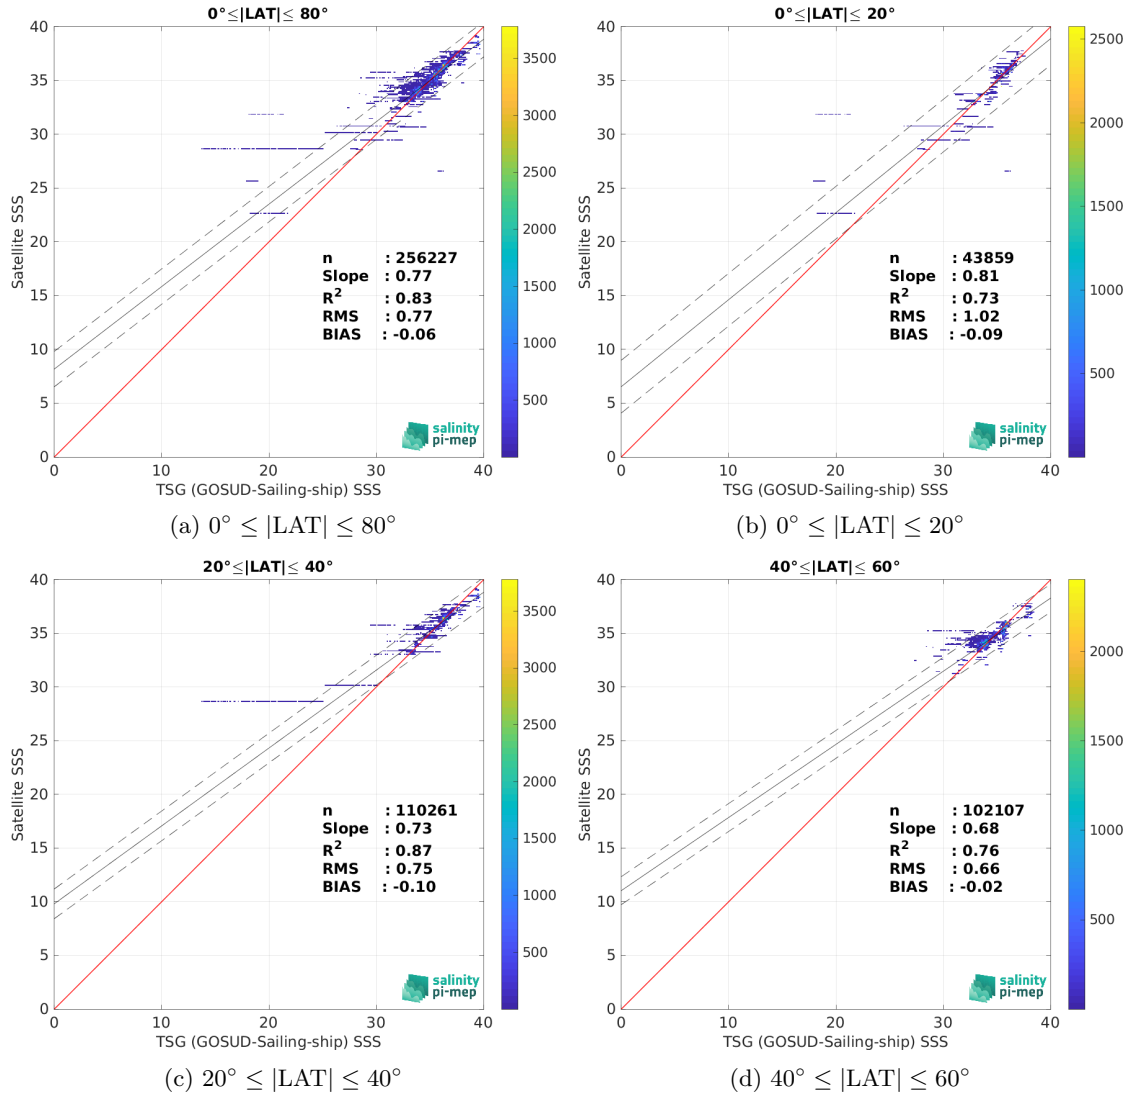 0°≤|LAT|≤ 80°
Satellite SSS
40
35
30
25
20
15
10
5
0
0 10 20 30 40
TSG (GOSUD-Sailing-ship) SSS
n : 256227
Slope : 0.77
R² : 0.83
RMS : 0.77
BIAS : -0.06
salinity
pi-mep
3500
3000
2500
2000
1500
1000
500
(a) 0° ≤ |LAT| ≤ 80°
0°≤|LAT|≤ 20°
Satellite SSS
40
35
30
25
20
15
10
5
0
0 10 20 30 40
TSG (GOSUD-Sailing-ship) SSS
n : 43859
Slope : 0.81
R² : 0.73
RMS : 1.02
BIAS : -0.09
salinity
pi-mep
2500
2000
1500
1000
500
(b) 0° ≤ |LAT| ≤ 20°
20°≤|LAT|≤ 40°
Satellite SSS
40
35
30
25
20
15
10
5
0
0 10 20 30 40
TSG (GOSUD-Sailing-ship) SSS
n : 110261
Slope : 0.73
R² : 0.87
RMS : 0.75
BIAS : -0.10
salinity
pi-mep
3500
3000
2500
2000
1500
1000
500
(c) 20° ≤ |LAT| ≤ 40°
40°≤|LAT|≤ 60°
Satellite SSS
40
35
30
25
20
15
10
5
0
0 10 20 30 40
TSG (GOSUD-Sailing-ship) SSS
n : 102107
Slope : 0.68
R² : 0.76
RMS : 0.66
BIAS : -0.02
salinity
pi-mep
2000
1500
1000
500
(d) 40° ≤ |LAT| ≤ 60°